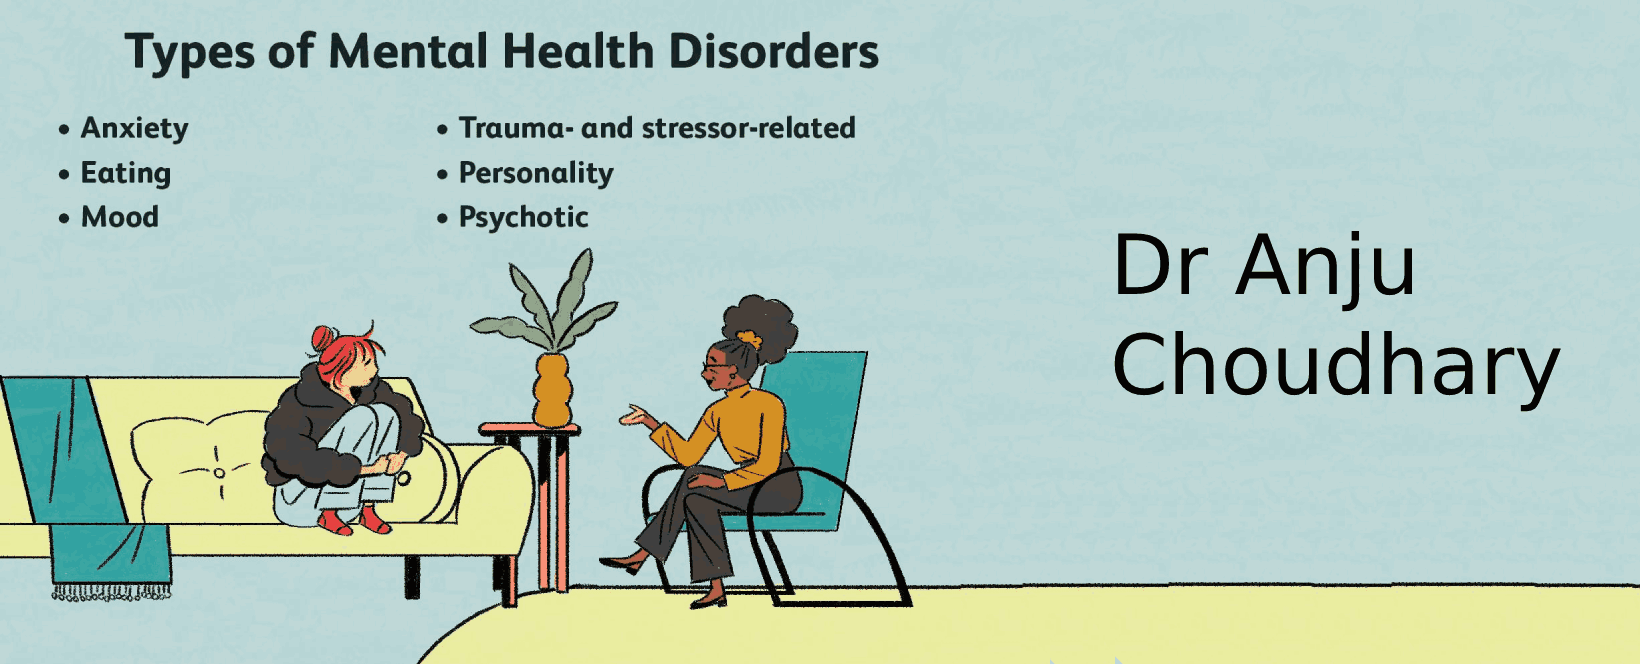 Types of Mental Health Disorders
• Anxiety
• Eating
• Mood
• Trauma- and stressor-related
• Personality
• Psychotic
Dr Anju
Choudhary